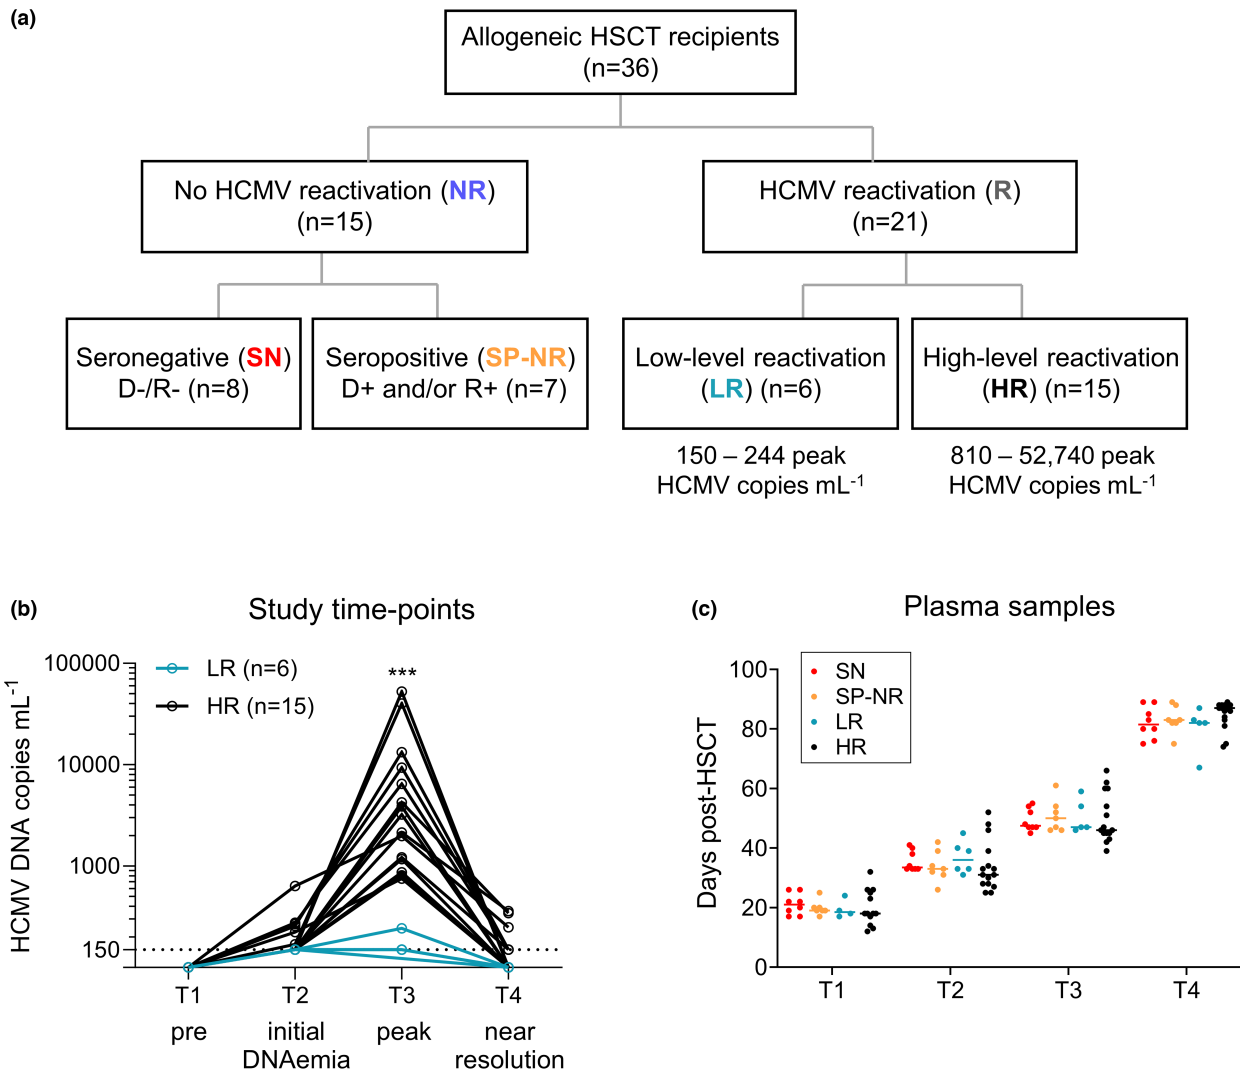 (a)
Allogeneic HSCT recipients
(n=36)
No HCMV reactivation (NR)
(n=15)
HCMV reactivation (R)
(n=21)
Seronegative (SN)
D-/R- (n=8)
Seropositive (SP-NR)
D+ and/or R+ (n=7)
Low-level reactivation
(LR) (n=6)
High-level reactivation
(HR) (n=15)
150 – 244 peak
HCMV copies mL-1
810 – 52,740 peak
HCMV copies mL-1
(b)
Study time-points
HCMV DNA copies mL-1
100000
10000
1000
150
LR (n=6)
HR (n=15)
***
T1
T2
T3
T4
pre
initial
DNAemia
peak
near
resolution
(c)
Plasma samples
Days post-HSCT
100
80
60
40
20
0
SN
SP-NR
LR
HR
T1
T2
T3
T4